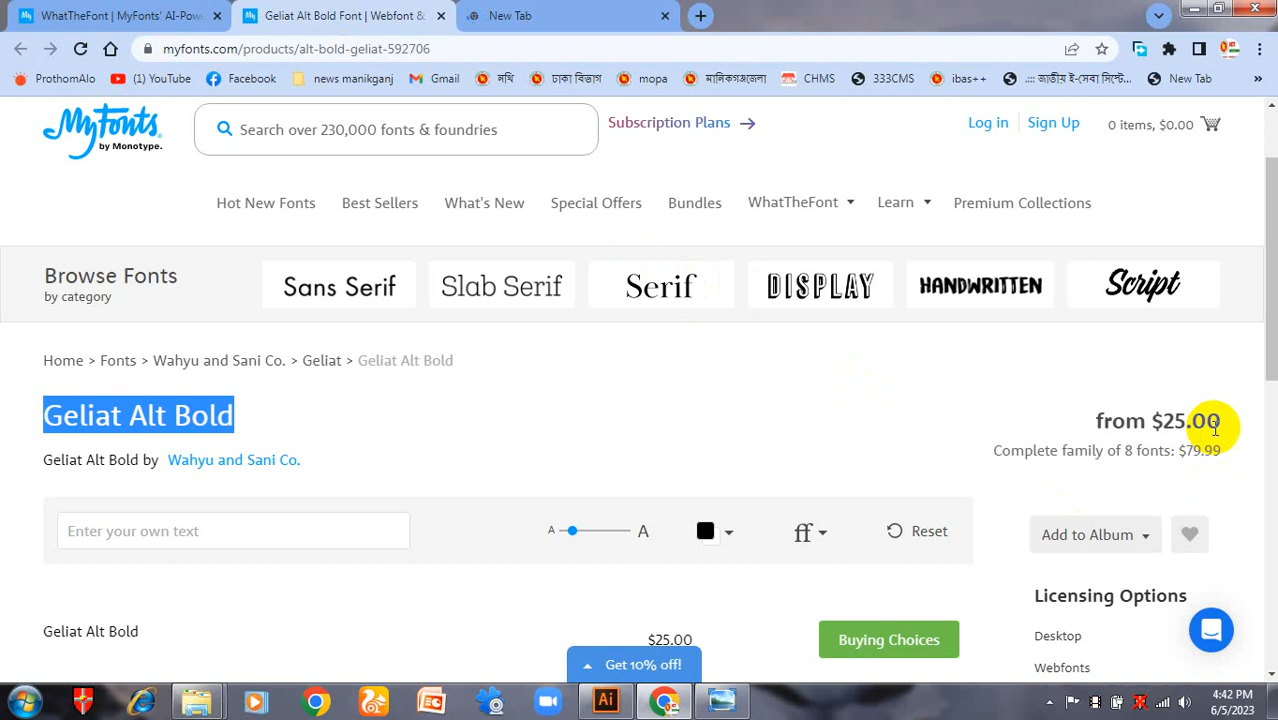 WhatTheFont | MyFonts' AI-Pow
Geliat Alt Bold Font | Webfont &
New Tab
myfonts.com/products/alt-bold-geliat-592706
ProthomAlo
(1) YouTube
Facebook
news manikganj
Gmail
নথি
ঢাকা বিভাগ
mopa
মানিকগঞ্জজেলা
CHMS
333CMS
ibas++
.:: জাতীয় ই-সেবা সিস্টে...
New Tab
»
MyFonts
by Monotype.
Search over 230,000 fonts & foundries
Subscription Plans
Log in
Sign Up
0 items, $0.00
Hot New Fonts
Best Sellers
What's New
Special Offers
Bundles
WhatTheFont
Learn
Premium Collections
Browse Fonts
by category
Sans Serif
Slab Serif
Serif
DISPLAY
HANDWRITTEN
Script
Home > Fonts > Wahyu and Sani Co. > Geliat > Geliat Alt Bold
Geliat Alt Bold
from $25.00
Geliat Alt Bold by Wahyu and Sani Co.
Complete family of 8 fonts: $79.99
Enter your own text
A
A
ff
Reset
Add to Album
Licensing Options
Geliat Alt Bold
$25.00
Buying Choices
Desktop
Get 10% off!
Webfonts
Ai
4:42 PM
6/5/2023